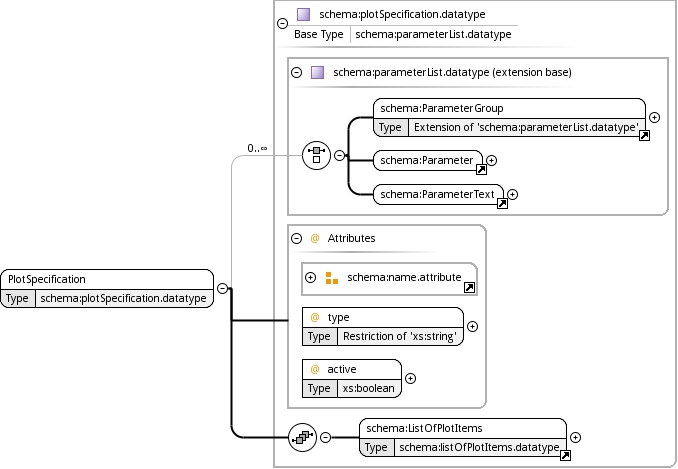 schema:plotSpecification.datatype
Base Type schema:parameterList.datatype
schema:parameterList.datatype (extension base)
schema:ParameterGroup
Type Extension of 'schema:parameterList.datatype'
0..∞
schema:Parameter
schema:ParameterText
@ Attributes
schema:name.attribute
PlotSpecification
Type schema:plotSpecification.datatype
@ type
Type Restriction of 'xs:string'
@ active
Type xs:boolean
schema:ListOfPlotItems
Type schema:listOfPlotItems.datatype